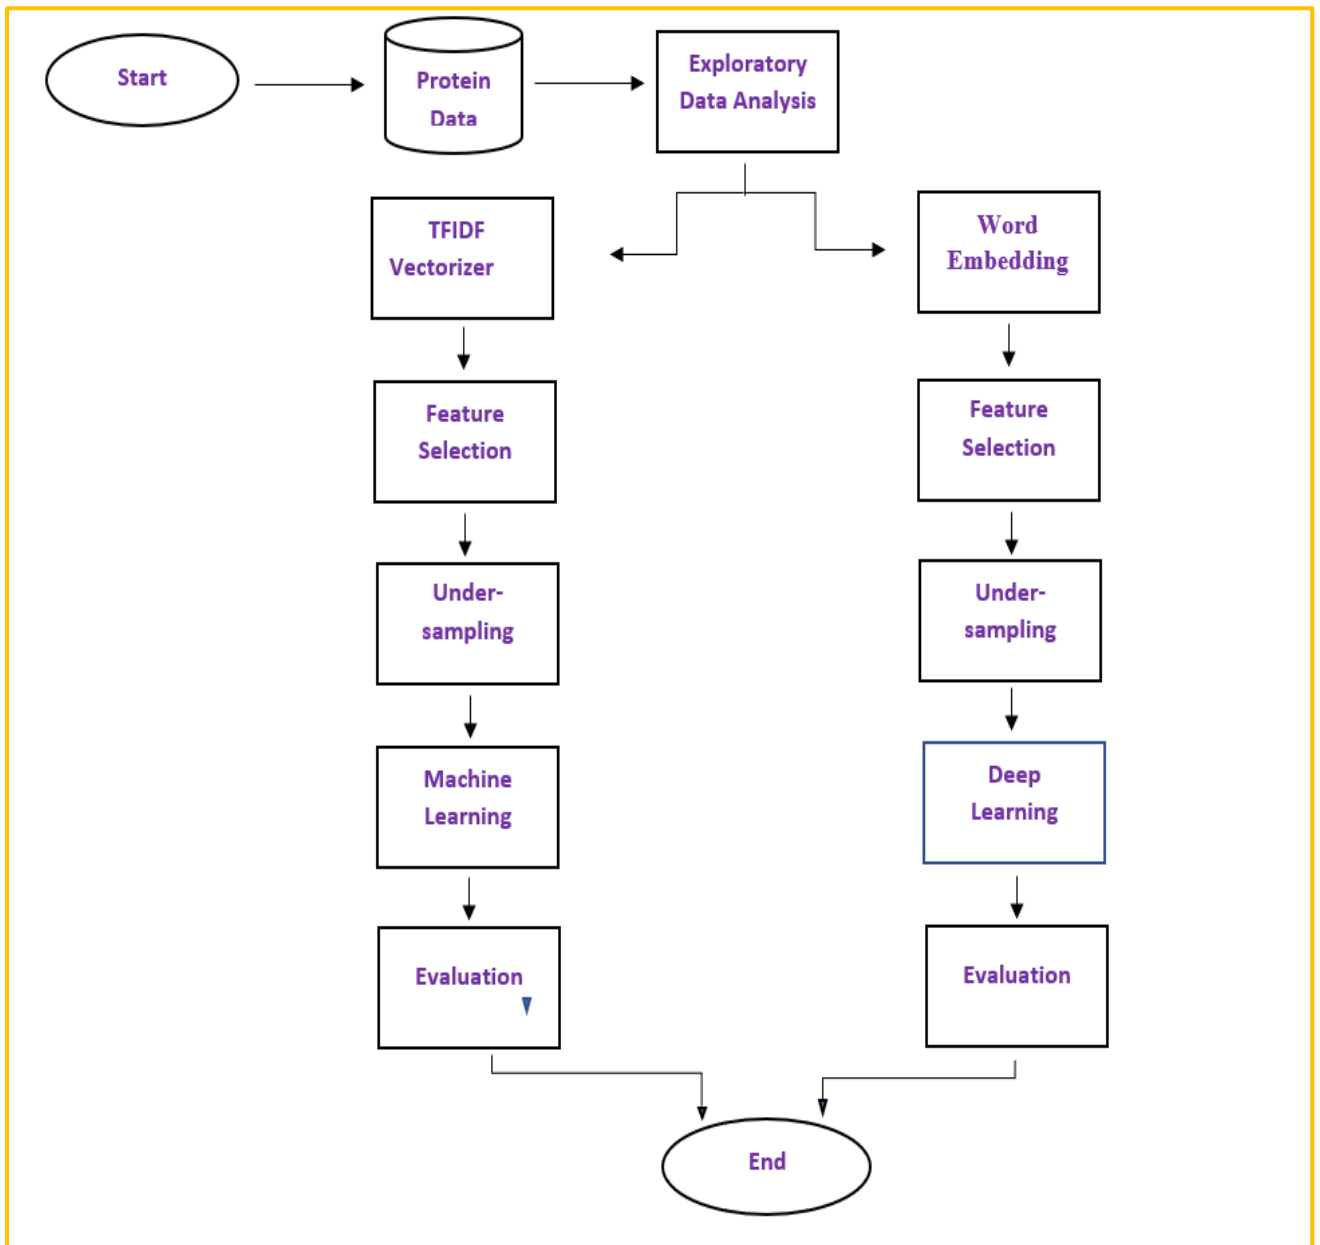 Start
Protein
Data
Exploratory
Data Analysis
TFIDF
Vectorizer
Word
Embedding
Feature
Selection
Feature
Selection
Under-
sampling
Under-
sampling
Machine
Learning
Deep
Learning
Evaluation
Evaluation
End